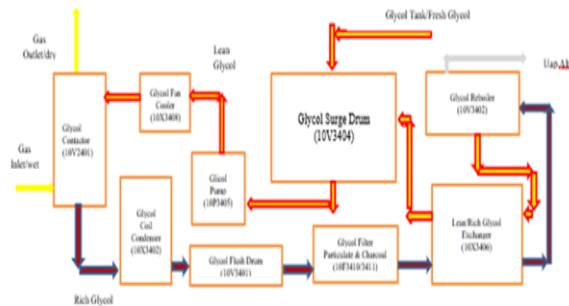 Gas
Outlet/dry
Glycol Tank/Fresh Glycol
Lean
Glycol
Glycol Fan
Cooler
(10X3408)
Glycol Surge Drum
(10V3404)
Glycol Reboiler
(10V3402)
Uap
Glycol
Contactor
(10V2401)
Gas
Inlet/wet
Glicol
Pump
(10P3405)
Glycol
Coil
Condenser
(10X3402)
Glycol Flash Drum
(10V3401)
Glycol Filter
Particulate & Charcoal
(10F3410/3411)
Lean/Rich Glycol
Exchanger
(10X3406)
Rich Glycol